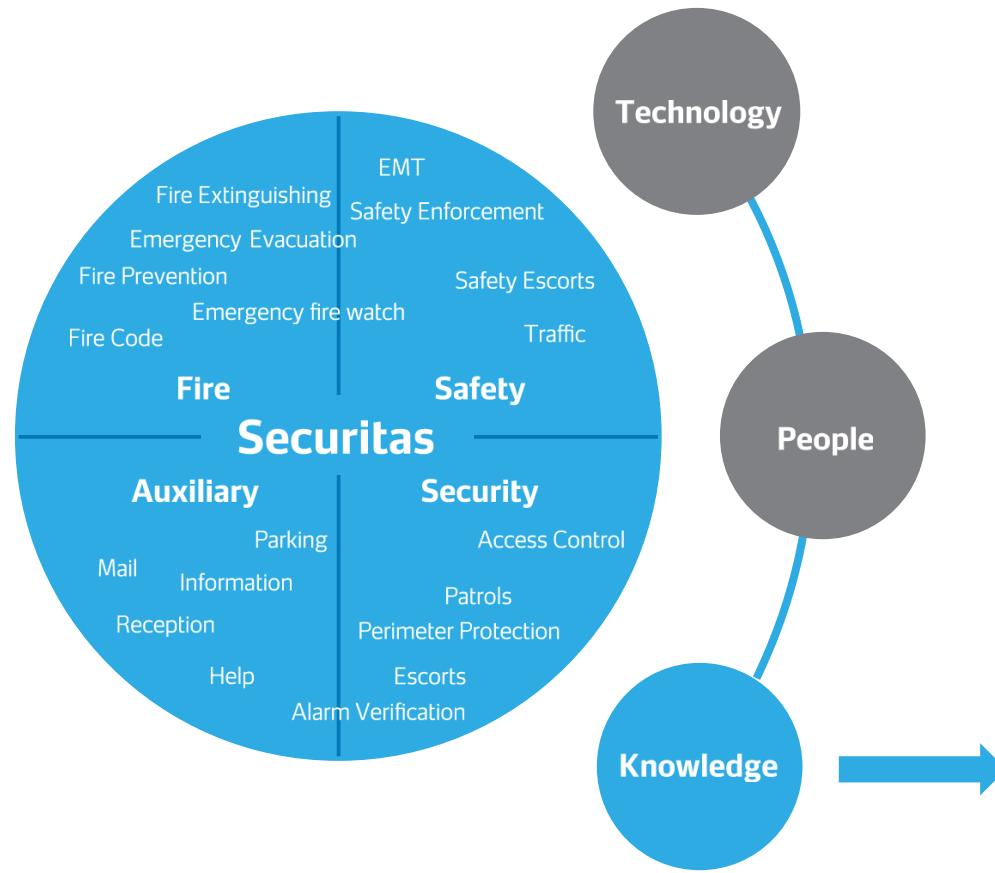 Technology
EMT
Fire Extinguishing
Safety Enforcement
Emergency Evacuation
Fire Prevention
Safety Escorts
Emergency fire watch
Traffic
Fire Code
Fire
Safety
Securitas
People
Auxiliary
Security
Parking
Access Control
Mail
Information
Patrols
Reception
Perimeter Protection
Help
Escorts
Alarm Verification
Knowledge